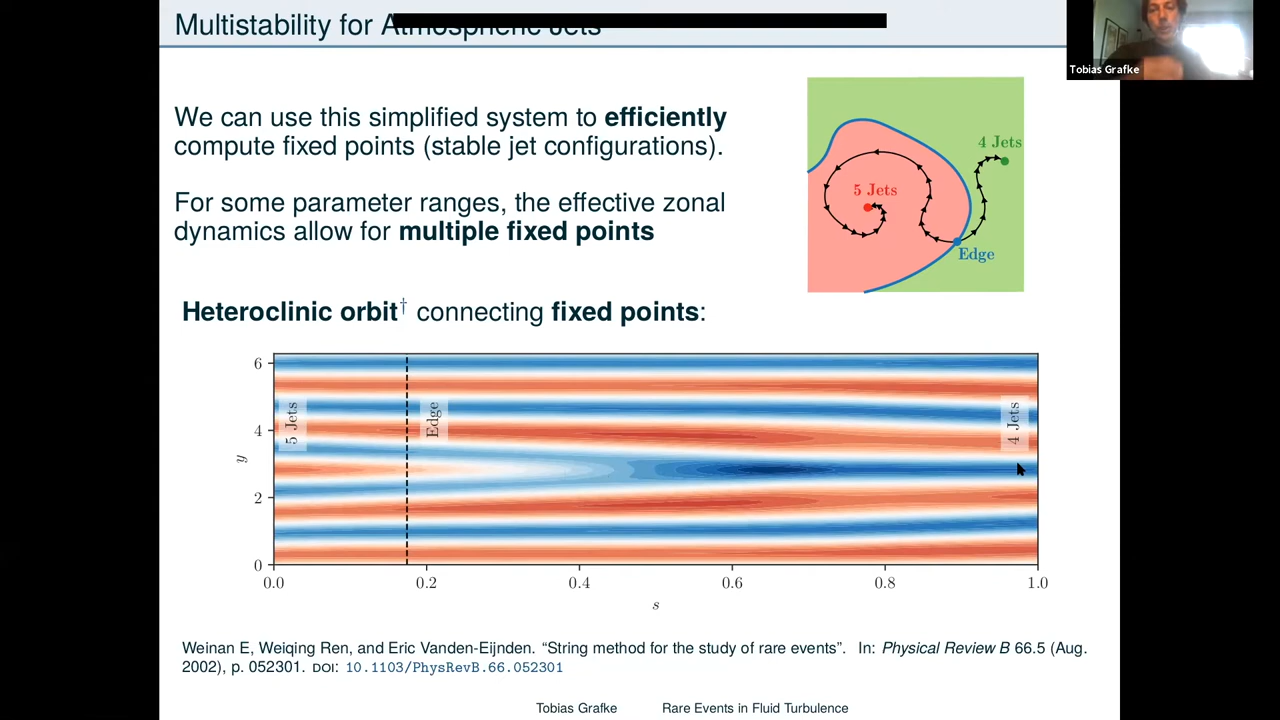 Multistability for Atmospheric Jets
Tobias Grafke
We can use this simplified system to efficiently
compute fixed points (stable jet configurations).
For some parameter ranges, the effective zonal
dynamics allow for multiple fixed points
4 Jets
5 Jets
Edge
Heteroclinic orbit† connecting fixed points:
6
4
2
0
y
5 Jets
Edge
4 Jets
0.0 0.2 0.4 0.6 0.8 1.0
s
Weinan E, Weiqing Ren, and Eric Vanden-Eijnden. “String method for the study of rare events”. In: Physical Review B 66.5 (Aug.
2002), p. 052301. DOI: 10.1103/PhysRevB.66.052301
Tobias Grafke Rare Events in Fluid Turbulence